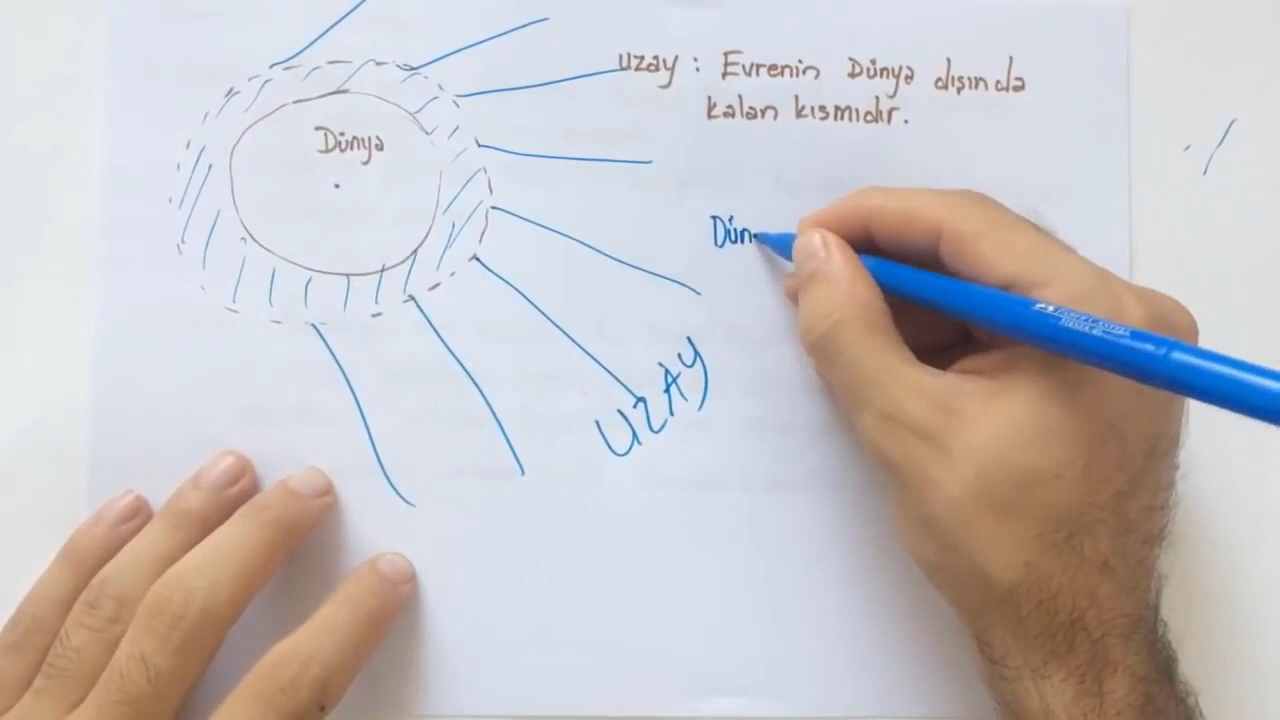 Dünya
uzay : Evrenin Dünya dışında
kalan kısmıdır.
Dün
UZAY